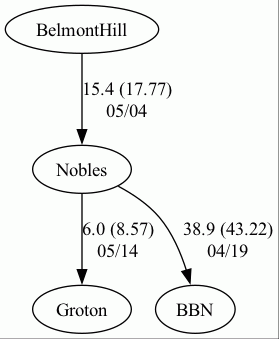 BelmontHill
15.4 (17.77)
05/04
Nobles
6.0 (8.57)
05/14
38.9 (43.22)
04/19
Groton
BBN